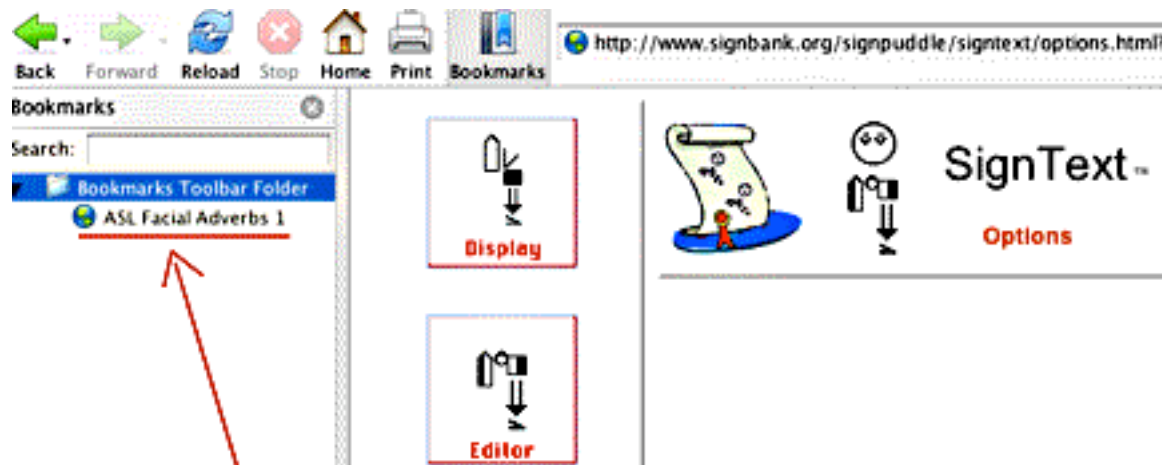 Back Forward Reload Stop Home Print Bookmarks
http://www.signbank.org/signpuddle/signtext/options.html
Bookmarks
Search:
Bookmarks Toolbar Folder
ASL Facial Adverbs 1
Display
Editor
SignText™
Options